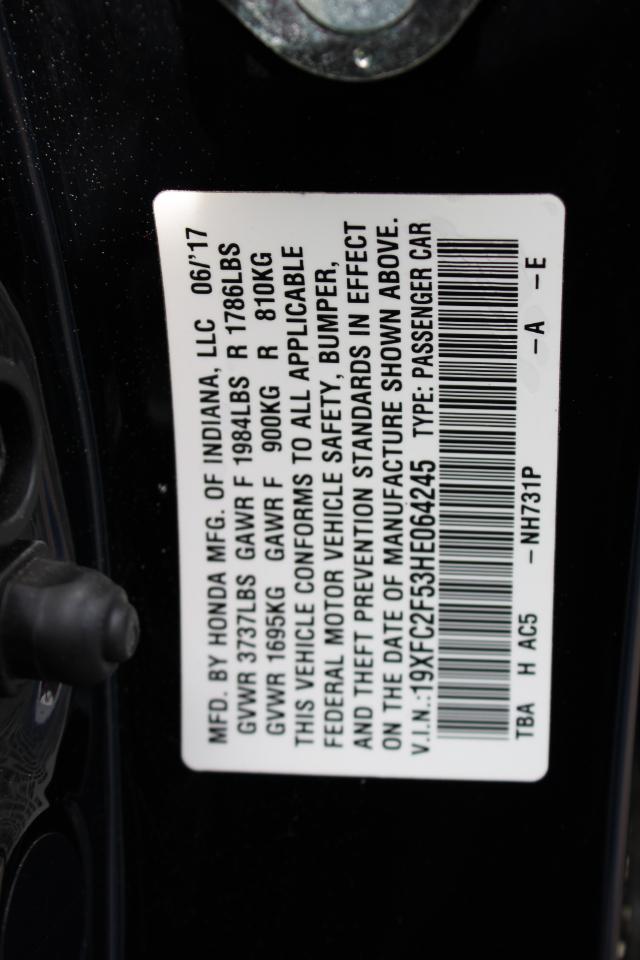 MFD. BY HONDA MFG. OF INDIANA, LLC 06/'17
GVWR 3737LBS GAWR F 1984LBS R 1786LBS
GVWR 1695KG GAWR F 900KG R 810KG
THIS VEHICLE CONFORMS TO ALL APPLICABLE
FEDERAL MOTOR VEHICLE SAFETY, BUMPER,
AND THEFT PREVENTION STANDARDS IN EFFECT
ON THE DATE OF MANUFACTURE SHOWN ABOVE.
V.I.N.:19XFC2F53HE064245 TYPE: PASSENGER CAR
TBA H AC5 –NH731P –A –E